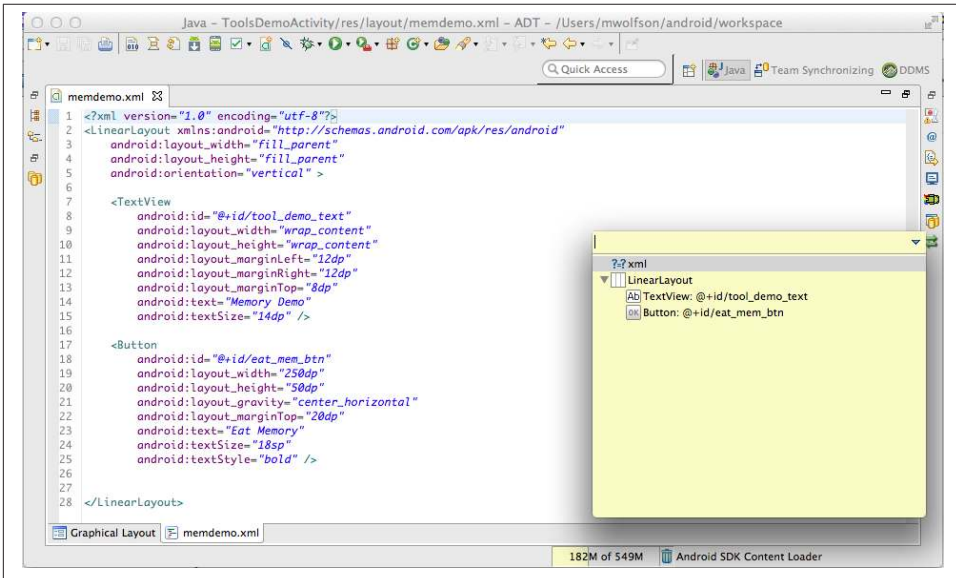 Java - ToolsDemoActivity/res/layout/memdemo.xml - ADT - /Users/mwolfson/android/workspace
Quick Access
Java
Team Synchronizing
DDMS
memdemo.xml
1 <?xml version="1.0" encoding="utf-8"?>
2 <LinearLayout xmlns:android="http://schemas.android.com/apk/res/android"
3 android:layout_width="fill_parent"
4 android:layout_height="fill_parent"
5 android:orientation="vertical" >
6
7 <TextView
8 android:id="@+id/tool_demo_text"
9 android:layout_width="wrap_content"
10 android:layout_height="wrap_content"
11 android:layout_marginLeft="12dp"
12 android:layout_marginRight="12dp"
13 android:layout_marginTop="8dp"
14 android:text="Memory Demo"
15 android:textSize="14dp" />
16
17 <Button
18 android:id="@+id/eat_mem_btn"
19 android:layout_width="250dp"
20 android:layout_height="50dp"
21 android:layout_gravity="center_horizontal"
22 android:layout_marginTop="20dp"
23 android:text="Eat Memory"
24 android:textSize="18sp"
25 android:textStyle="bold" />
26
27
28 </LinearLayout>
?=? xml
LinearLayout
Ab TextView: @+id/tool_demo_text
OK Button: @+id/eat_mem_btn
Graphical Layout
memdemo.xml
182M of 549M
Android SDK Content Loader